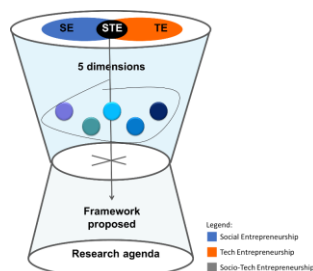 SE STE TE
5 dimensions
Framework
proposed
Research agenda
Legend:
Social Entrepreneurship
Tech Entrepreneurship
Socio-Tech Entrepreneurship